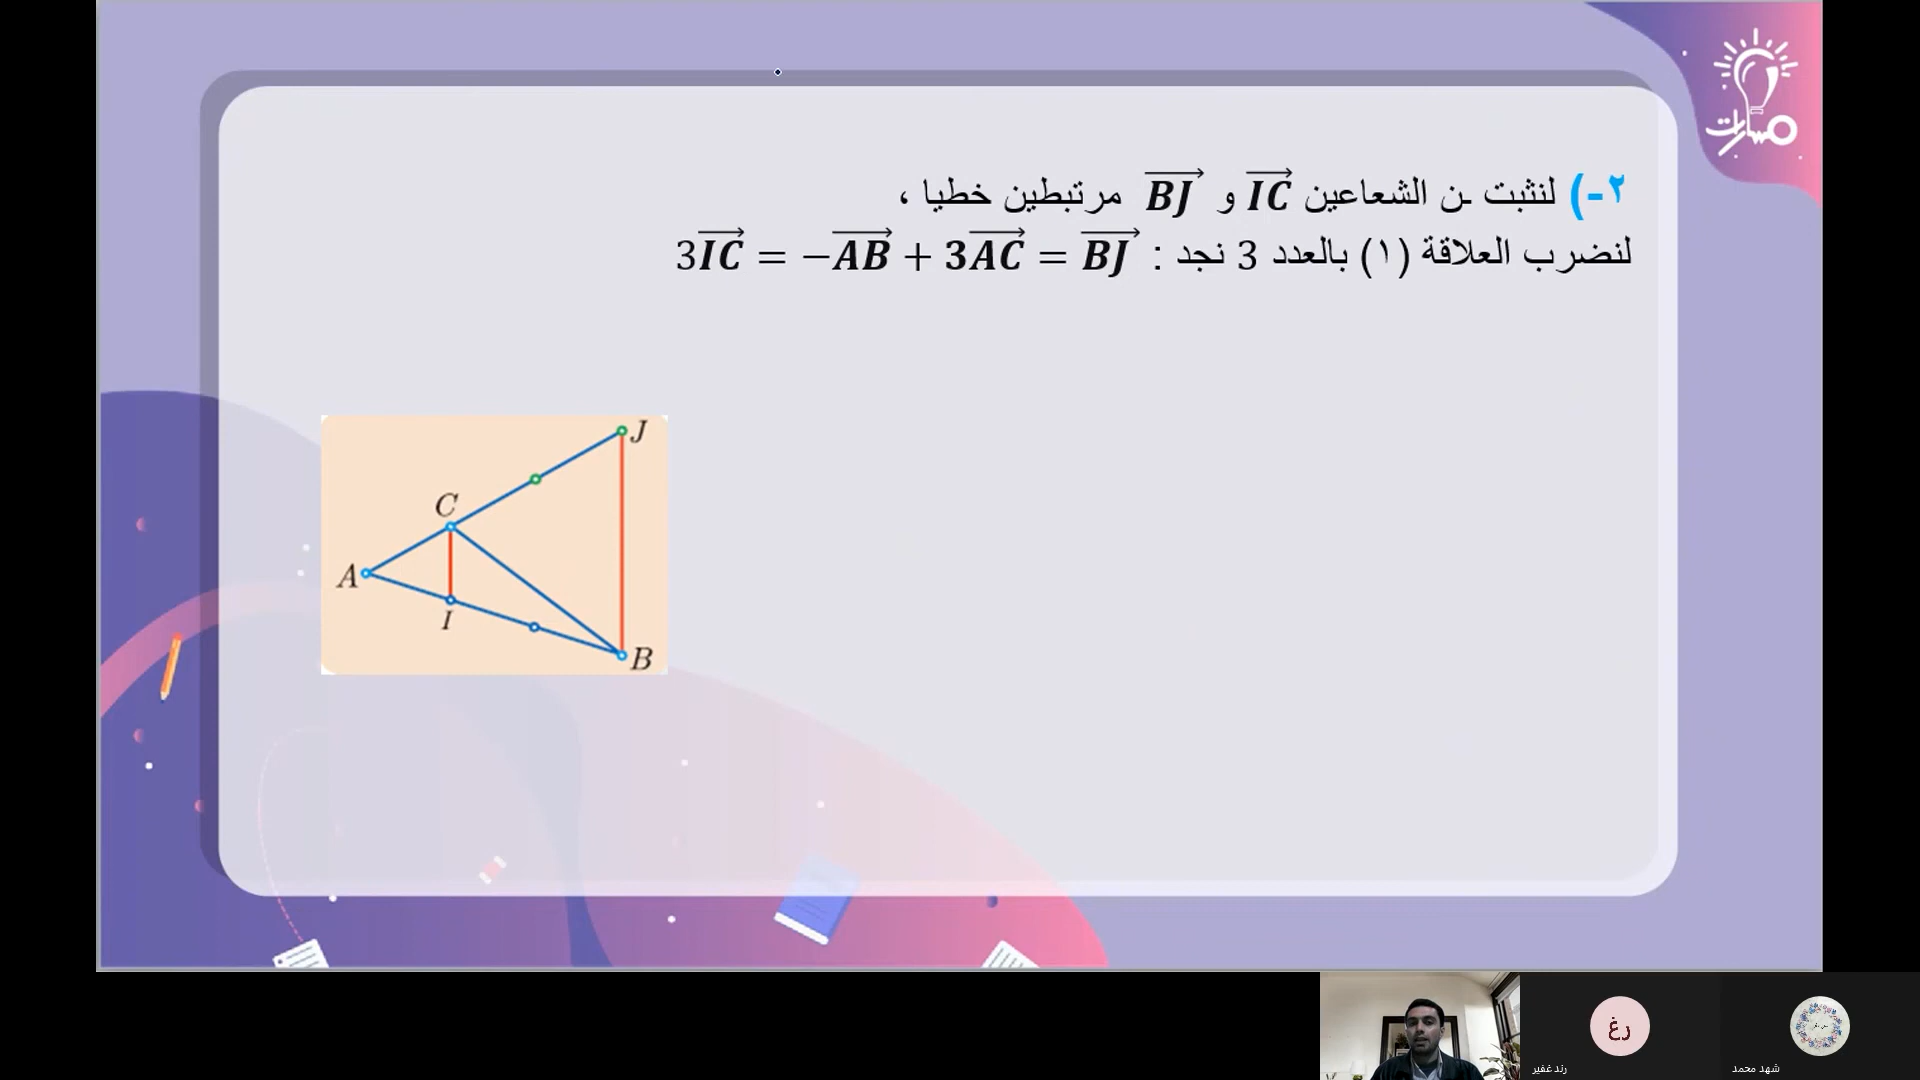 مسارات
٢-) لنثبت ـن الشعاعين IC و BJ مرتبطين خطيا ،
لنضرب العلاقة (١) بالعدد 3 نجد : 3IC = −AB + 3AC = BJ
J
C
A
I
B
رغ
رند غفير
شهد محمد